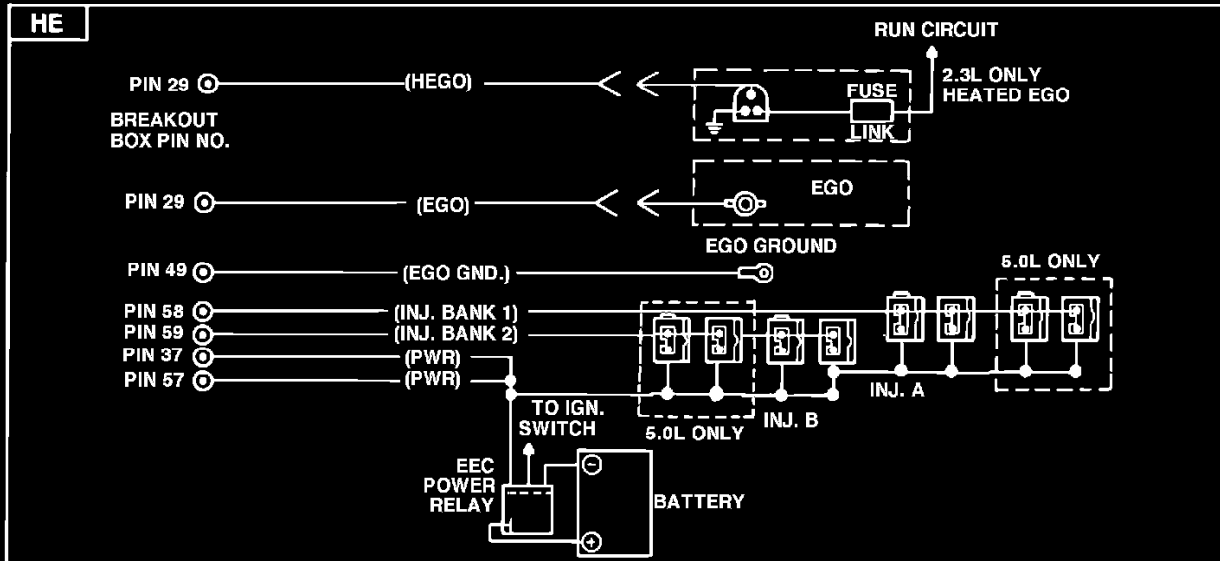 HE
RUN CIRCUIT
PIN 29
(HEGO)
2.3L ONLY
HEATED EGO
FUSE
LINK
BREAKOUT
BOX PIN NO.
PIN 29
(EGO)
EGO
EGO GROUND
PIN 49
(EGO GND.)
5.0L ONLY
PIN 58
(INJ. BANK 1)
PIN 59
(INJ. BANK 2)
PIN 37
(PWR)
PIN 57
(PWR)
INJ. A
TO IGN.
SWITCH
INJ. B
5.0L ONLY
EEC
POWER
RELAY
−
BATTERY
+